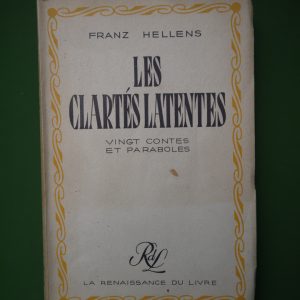 FRANZ HELLENS
LES
CLARTÉS LATENTES
VINGT CONTES
ET PARABOLES
RdL
LA RENAISSANCE DU LIVRE